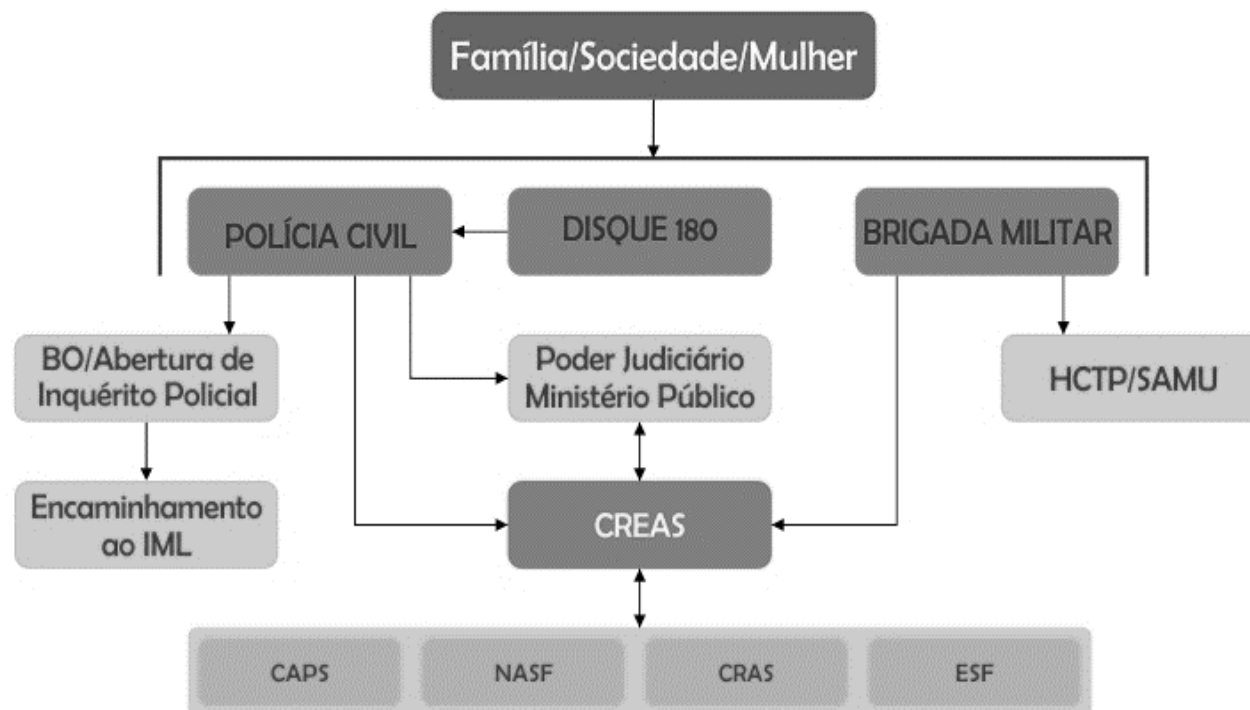 Família/Sociedade/Mulher
POLÍCIA CIVIL
DISQUE 180
BRIGADA MILITAR
BO/Abertura de
Inquérito Policial
Poder Judiciário
Ministério Público
HCTP/SAMU
Encaminhamento
ao IML
CREAS
CAPS
NASF
CRAS
ESF